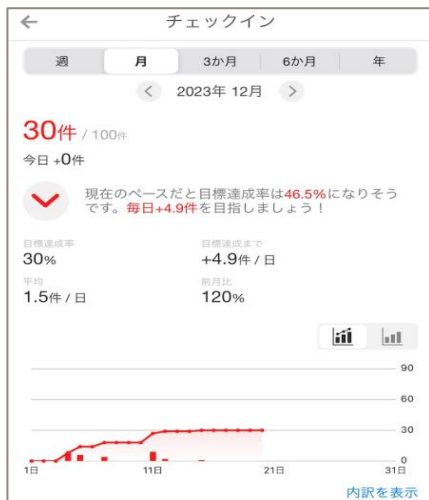 チェックイン
週 月 3か月 6か月 年
2023年 12月
30件 / 100件
今日 +0件
現在のペースだと目標達成率は46.5%になりそう
です。毎日+4.9件を目指しましょう！
目標達成率 目標達成まで
30% +4.9件 / 日
平均 前月比
1.5件 / 日 120%
90
60
30
0
1日 11日 21日 31日
内訳を表示